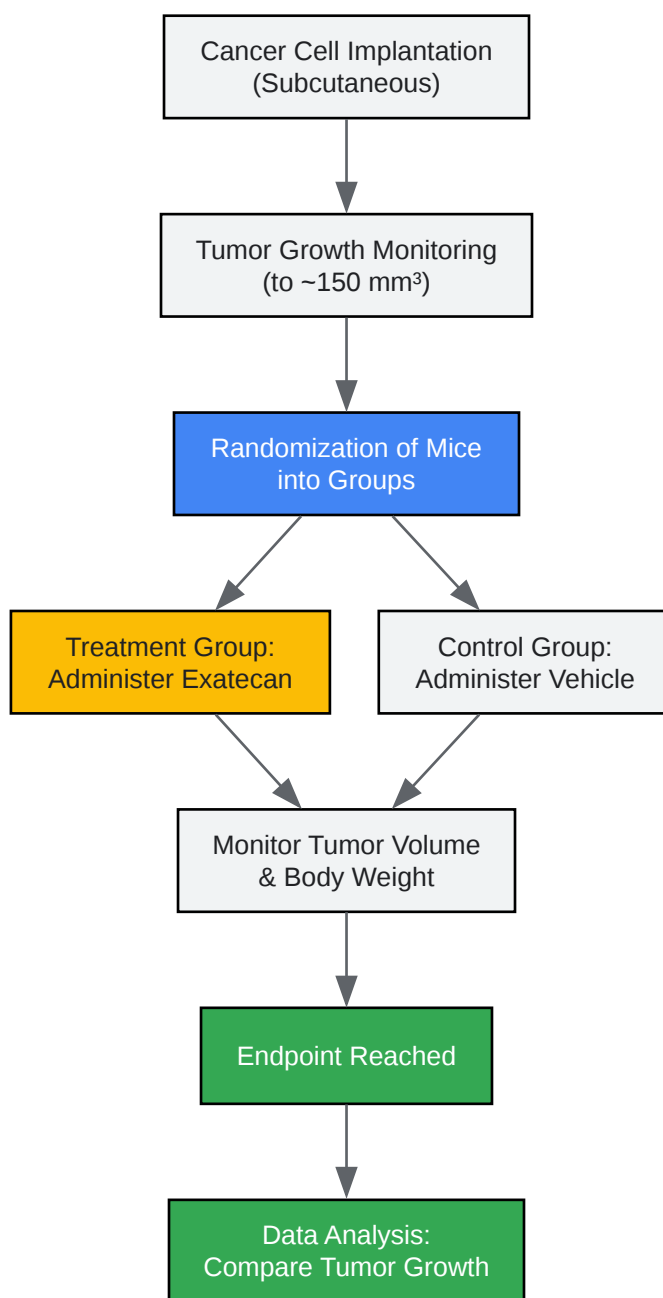 Cancer Cell Implantation
(Subcutaneous)
Tumor Growth Monitoring
(to ~150 mm³)
Randomization of Mice
into Groups
Treatment Group:
Administer Exatecan
Control Group:
Administer Vehicle
Monitor Tumor Volume
& Body Weight
Endpoint Reached
Data Analysis:
Compare Tumor Growth